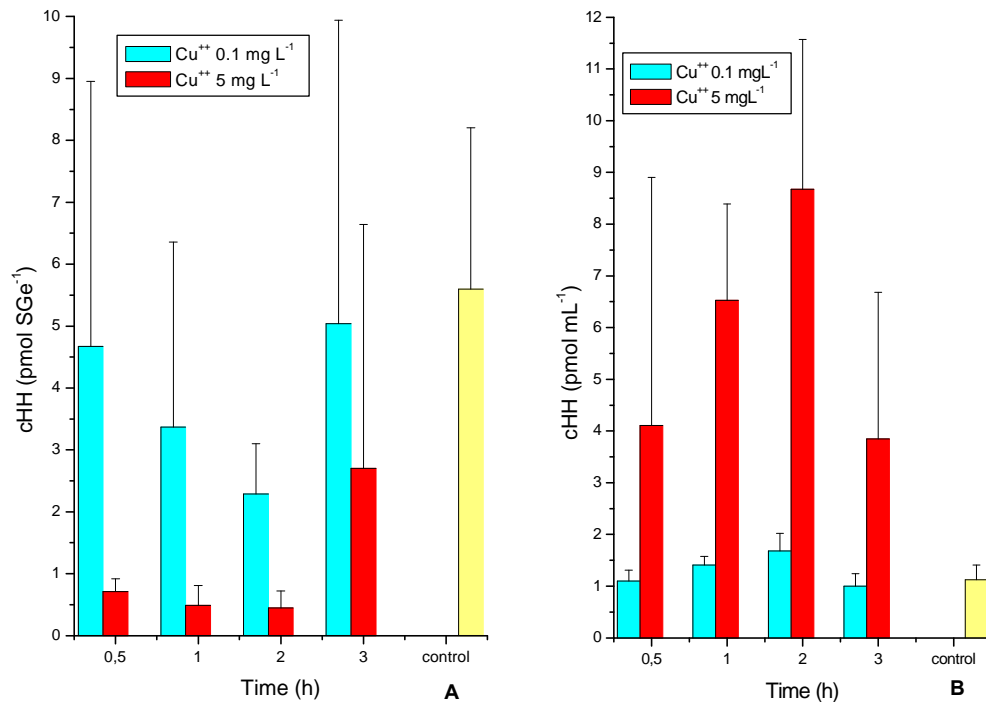 10
9
8
7
6
5
4
3
2
1
0
cHH (pmol SGe⁻¹)
Cu⁺⁺ 0.1 mg L⁻¹
Cu⁺⁺ 5 mg L⁻¹
0,5 1 2 3 control
Time (h)
A
12
11
10
9
8
7
6
5
4
3
2
1
0
cHH (pmol mL⁻¹)
Cu⁺⁺ 0.1 mgL⁻¹
Cu⁺⁺ 5 mgL⁻¹
0,5 1 2 3 control
Time (h)
B